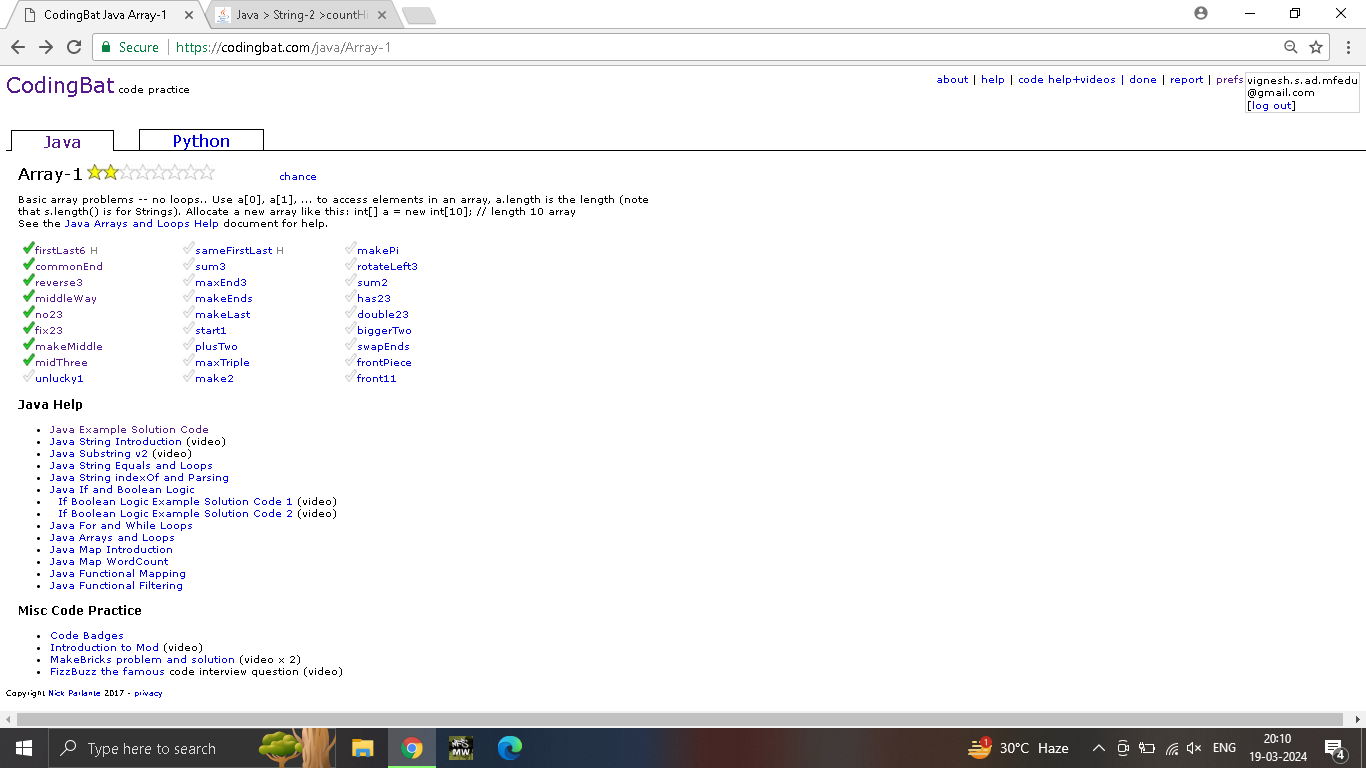 CodingBat Java Array-1
Java > String-2 >countHi
Secure
https://codingbat.com/java/Array-1
CodingBat code practice
about | help | code help+videos | done | report | prefs
vignesh.s.ad.mfedu
@gmail.com
[log out]
Java
Python
Array-1
chance
Basic array problems -- no loops.. Use a[0], a[1], ... to access elements in an array, a.length is the length (note
that s.length() is for Strings). Allocate a new array like this: int[] a = new int[10]; // length 10 array
See the Java Arrays and Loops Help document for help.
firstLast6 H sameFirstLast H makePi
commonEnd sum3 rotateLeft3
reverse3 maxEnd3 sum2
middleWay makeEnds has23
no23 makeLast double23
fix23 start1 biggerTwo
makeMiddle plusTwo swapEnds
midThree maxTriple frontPiece
unlucky1 make2 front11
Java Help
Java Example Solution Code
Java String Introduction (video)
Java Substring v2 (video)
Java String Equals and Loops
Java String indexOf and Parsing
Java If and Boolean Logic
If Boolean Logic Example Solution Code 1 (video)
If Boolean Logic Example Solution Code 2 (video)
Java For and While Loops
Java Arrays and Loops
Java Map Introduction
Java Map WordCount
Java Functional Mapping
Java Functional Filtering
Misc Code Practice
Code Badges
Introduction to Mod (video)
MakeBricks problem and solution (video x 2)
FizzBuzz the famous code interview question (video)
Copyright Nick Parlante 2017 - privacy
Type here to search
MW
1
30°C Haze
ENG
20:10
19-03-2024
4